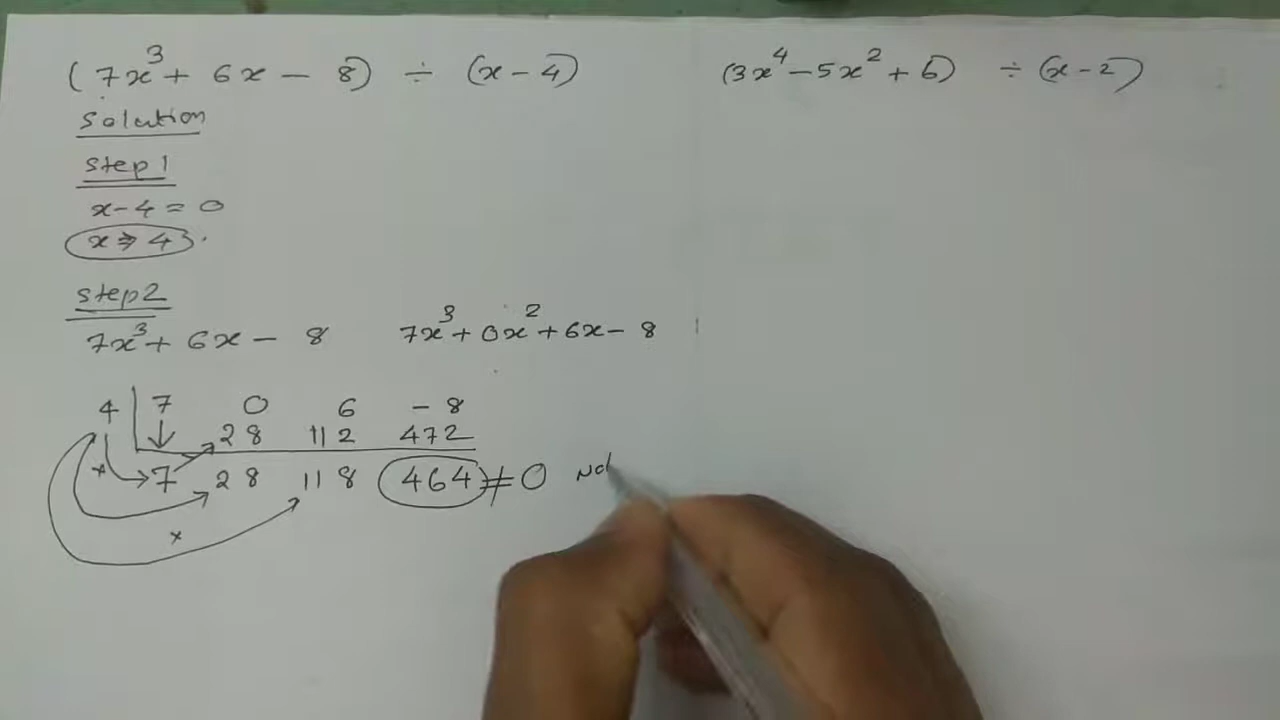 (7x³ + 6x − 8) ÷ (x − 4)
(3x⁴ − 5x² + 6) ÷ (x − 2)
Solution
Step 1
x − 4 = 0
x ⇒ 4
Step 2
7x³ + 6x − 8
7x³ + 0x² + 6x − 8
4 | 7 0 6 − 8
28 112 472
7 28 118 464 ≠ 0
×
×